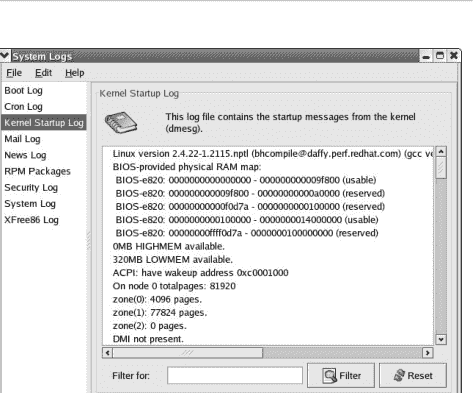 System Logs
File Edit Help
Boot Log
Cron Log
Kernel Startup Log
Mail Log
News Log
RPM Packages
Security Log
System Log
XFree86 Log
Kernel Startup Log
This log file contains the startup messages from the kernel
(dmesg).
Linux version 2.4.22-1.2115.nptl (bhcompile@daffy.perf.redhat.com) (gcc ve
BIOS-provided physical RAM map:
BIOS-e820: 0000000000000000 - 000000000009f800 (usable)
BIOS-e820: 000000000009f800 - 00000000000a0000 (reserved)
BIOS-e820: 00000000000f0d7a - 0000000000100000 (reserved)
BIOS-e820: 0000000000100000 - 0000000014000000 (usable)
BIOS-e820: 00000000ffff0d7a - 0000000100000000 (reserved)
0MB HIGHMEM available.
320MB LOWMEM available.
ACPI: have wakeup address 0xc0001000
On node 0 totalpages: 81920
zone(0): 4096 pages.
zone(1): 77824 pages.
zone(2): 0 pages.
DMI not present.
Filter for:
Filter
Reset